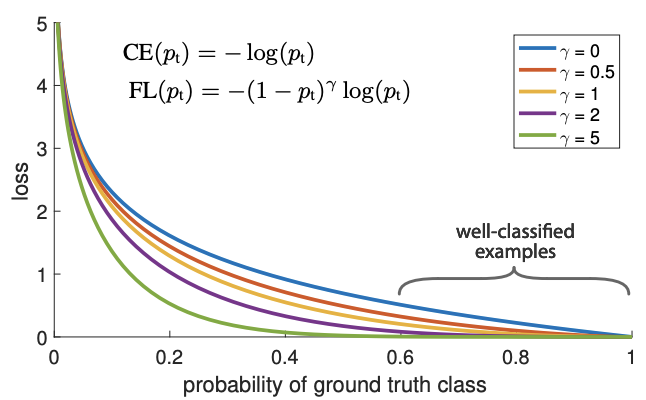 5
4
3
2
1
0
loss
CE(pₜ) = − log(pₜ)
FL(pₜ) = −(1 − pₜ)^γ log(pₜ)
γ = 0
γ = 0.5
γ = 1
γ = 2
γ = 5
well-classified
examples
0 0.2 0.4 0.6 0.8 1
probability of ground truth class